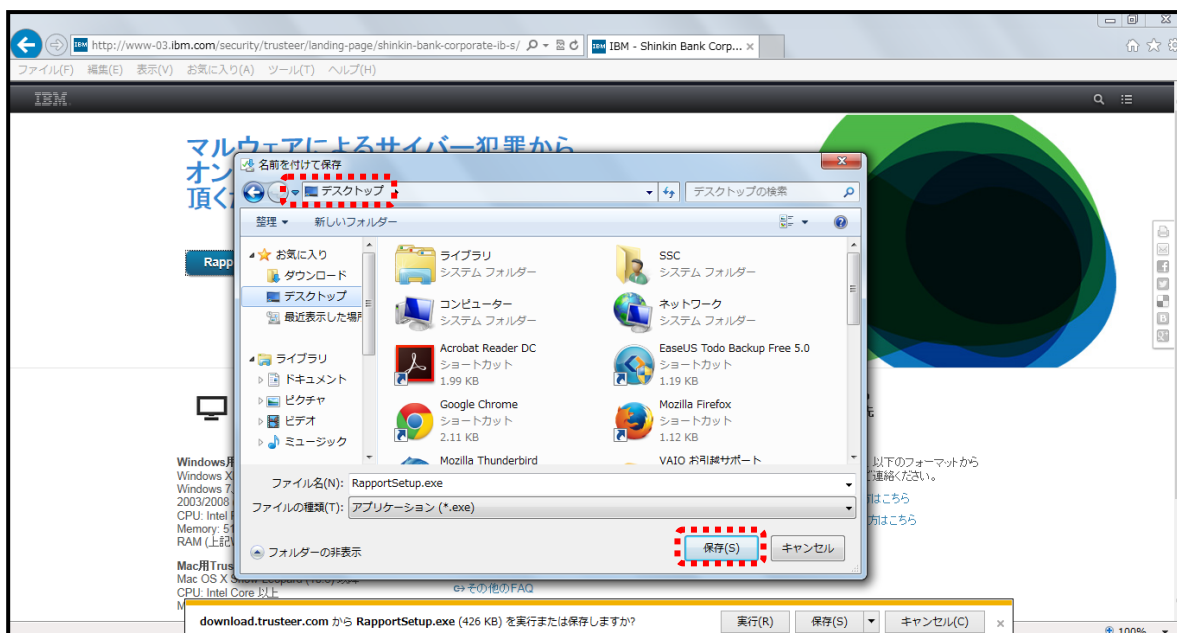 http://www-03.ibm.com/security/trusteer/landing-page/shinkin-bank-corporate-ib-s/
IBM - Shinkin Bank Corp...
ファイル(F) 編集(E) 表示(V) お気に入り(A) ツール(T) ヘルプ(H)
IBM
マルウェアによるサイバー犯罪から
オン
頂く
名前を付けて保存
デスクトップ
デスクトップの検索
整理 新しいフォルダー
Rapp
お気に入り
ダウンロード
デスクトップ
最近表示した場所
ライブラリ
ドキュメント
ピクチャ
ビデオ
ミュージック
ライブラリ
システム フォルダー
SSC
システム フォルダー
コンピューター
システム フォルダー
ネットワーク
システム フォルダー
Acrobat Reader DC
ショートカット
1.99 KB
EaseUS Todo Backup Free 5.0
ショートカット
1.19 KB
Google Chrome
ショートカット
2.11 KB
Mozilla Firefox
ショートカット
1.12 KB
Mozilla Thunderbird
VAIO お引越サポート
ファイル名(N): RapportSetup.exe
ファイルの種類(T): アプリケーション (*.exe)
フォルダーの非表示
保存(S) キャンセル
Windows用
Windows X
Windows 7,
2003/2008
CPU: Intel
Memory: 51
RAM (上記
Mac用Trus
Mac OS X
CPU: Intel Core 以上
以下のフォーマットから
ご連絡ください。
方はこちら
方はこちら
その他のFAQ
download.trusteer.com から RapportSetup.exe (426 KB) を実行または保存しますか?
実行(R) 保存(S) キャンセル(C)
100%